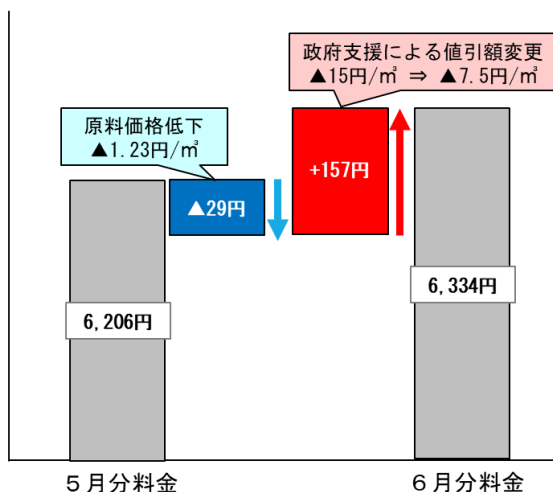 政府支援による値引額変更
▲15円/㎥ ⇒ ▲7.5円/㎥
原料価格低下
▲1.23円/㎥
+157円
▲29円
6,206円
6,334円
５月分料金
６月分料金